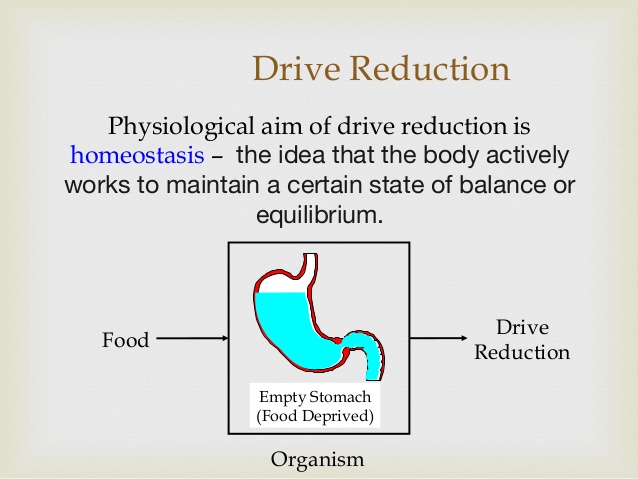 Drive Reduction
Physiological aim of drive reduction is
homeostasis – the idea that the body actively
works to maintain a certain state of balance or
equilibrium.
Food
Empty Stomach
(Food Deprived)
Drive
Reduction
Organism